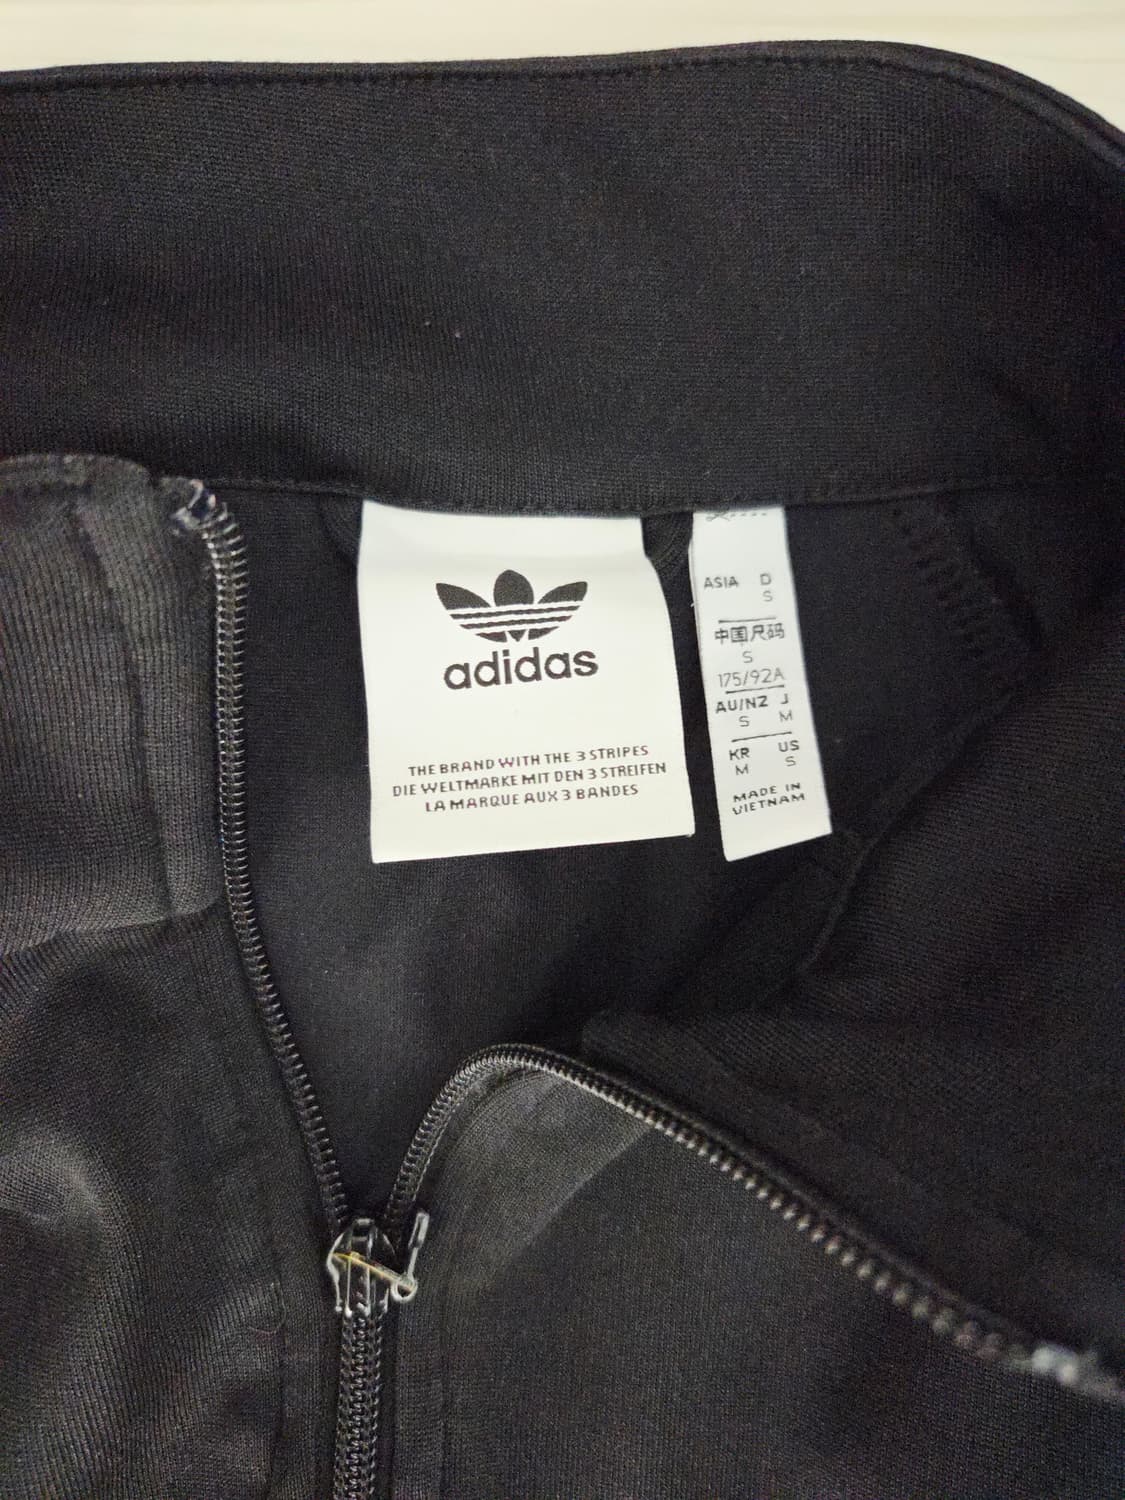 adidas
THE BRAND WITH THE 3 STRIPES
DIE WELTMARKE MIT DEN 3 STREIFEN
LA MARQUE AUX 3 BANDES
ASIA D
S
中国尺码
S
175/92A
AU/NZ J
S M
KR US
M S
MADE IN
VIETNAM